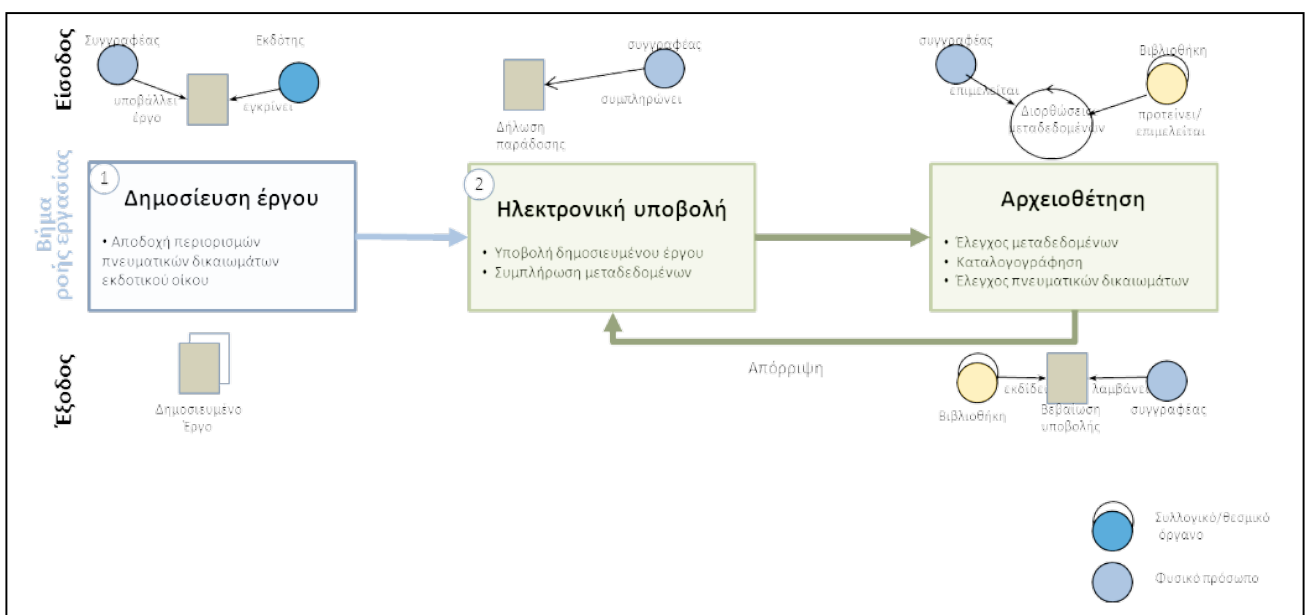 Είσοδος
Συγγραφέας
Εκδότης
υποβάλλει
έργο
εγκρίνει
συγγραφέας
συμπληρώνει
Δήλωση
παράδοσης
συγγραφέας
επιμελείται
Βιβλιοθήκη
Διορθώσεις
μεταδεδομένων
προτείνει/
επιμελείται
Βήμα
ροής εργασίας
1
Δημοσίευση έργου
• Αποδοχή περιορισμών
πνευματικών δικαιωμάτων
εκδοτικού οίκου
2
Ηλεκτρονική υποβολή
• Υποβολή δημοσιευμένου έργου
• Συμπλήρωση μεταδεδομένων
Αρχειοθέτηση
• Έλεγχος μεταδεδομένων
• Καταλογογράφηση
• Έλεγχος πνευματικών δικαιωμάτων
Απόρριψη
Έξοδος
Δημοσιευμένο
Έργο
Βιβλιοθήκη
εκδίδει
Βεβαίωση
υποβολής
λαμβάνει
συγγραφέας
Συλλογικό/θεσμικό
όργανο
Φυσικό πρόσωπο